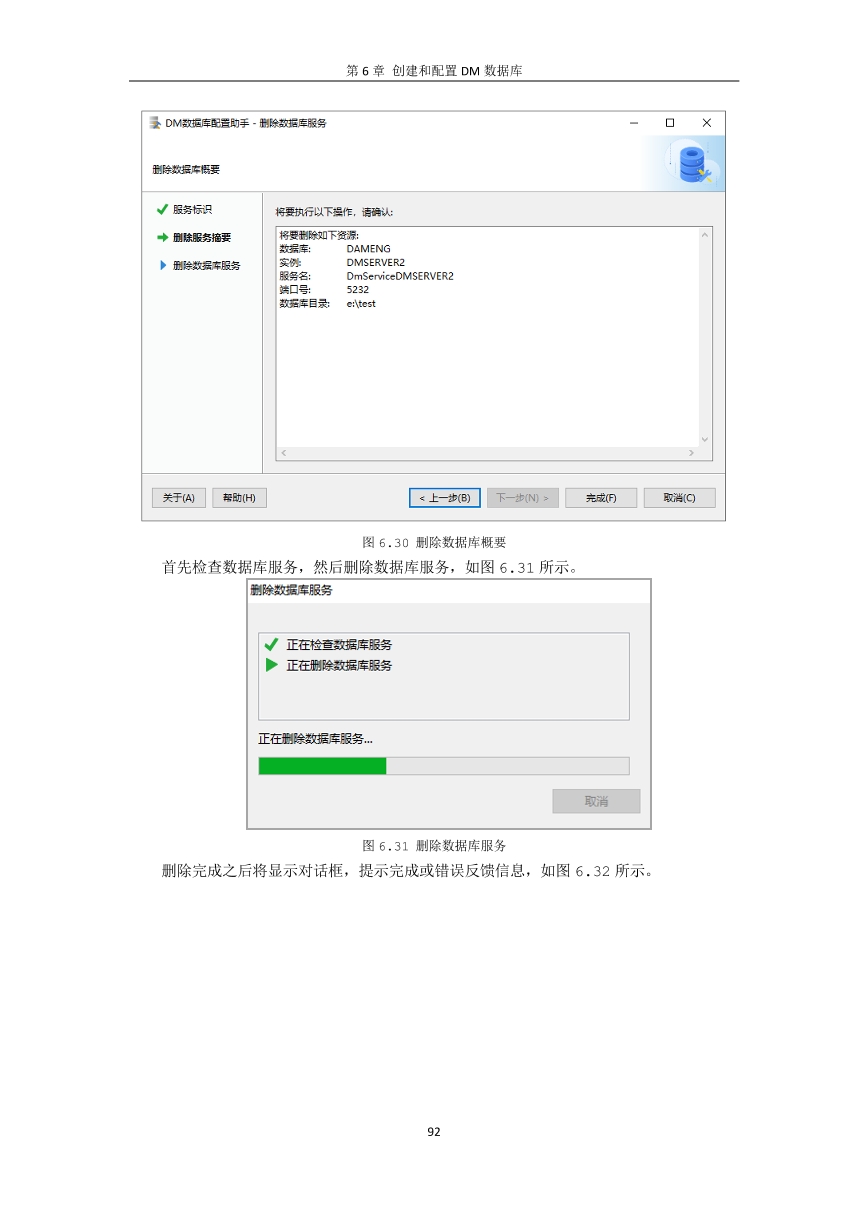 第 6 章 创建和配置 DM 数据库
DM数据库配置助手 - 删除数据库服务
删除数据库概要
服务标识
删除服务摘要
删除数据库服务
将要执行以下操作，请确认:
将要删除如下资源:
数据库: DAMENG
实例: DMSERVER2
服务名: DmServiceDMSERVER2
端口号: 5232
数据库目录: e:\test
关于(A) 帮助(H) < 上一步(B) 下一步(N) > 完成(F) 取消(C)
图 6.30 删除数据库概要
首先检查数据库服务，然后删除数据库服务，如图 6.31 所示。
删除数据库服务
正在检查数据库服务
正在删除数据库服务
正在删除数据库服务...
取消
图 6.31 删除数据库服务
删除完成之后将显示对话框，提示完成或错误反馈信息，如图 6.32 所示。
92